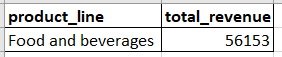 product_line total_revenue
Food and beverages 56153